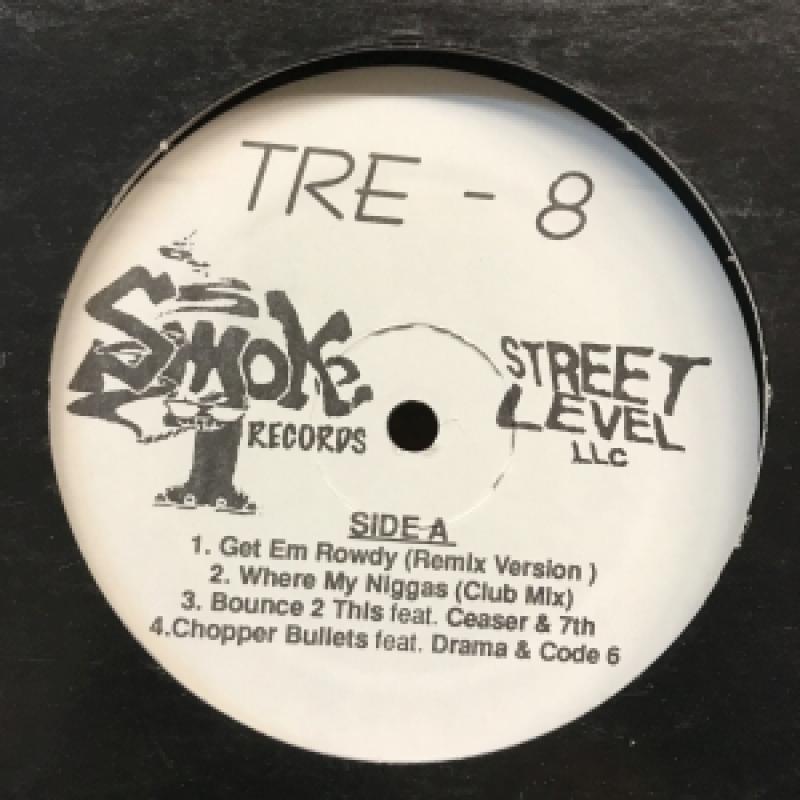 TRE - 8
Smoke
RECORDS
STREET
LEVEL
LLC
SIDE A
1. Get Em Rowdy (Remix Version )
2. Where My Niggas (Club Mix)
3. Bounce 2 This feat. Ceaser & 7th
4.Chopper Bullets feat. Drama & Code 6